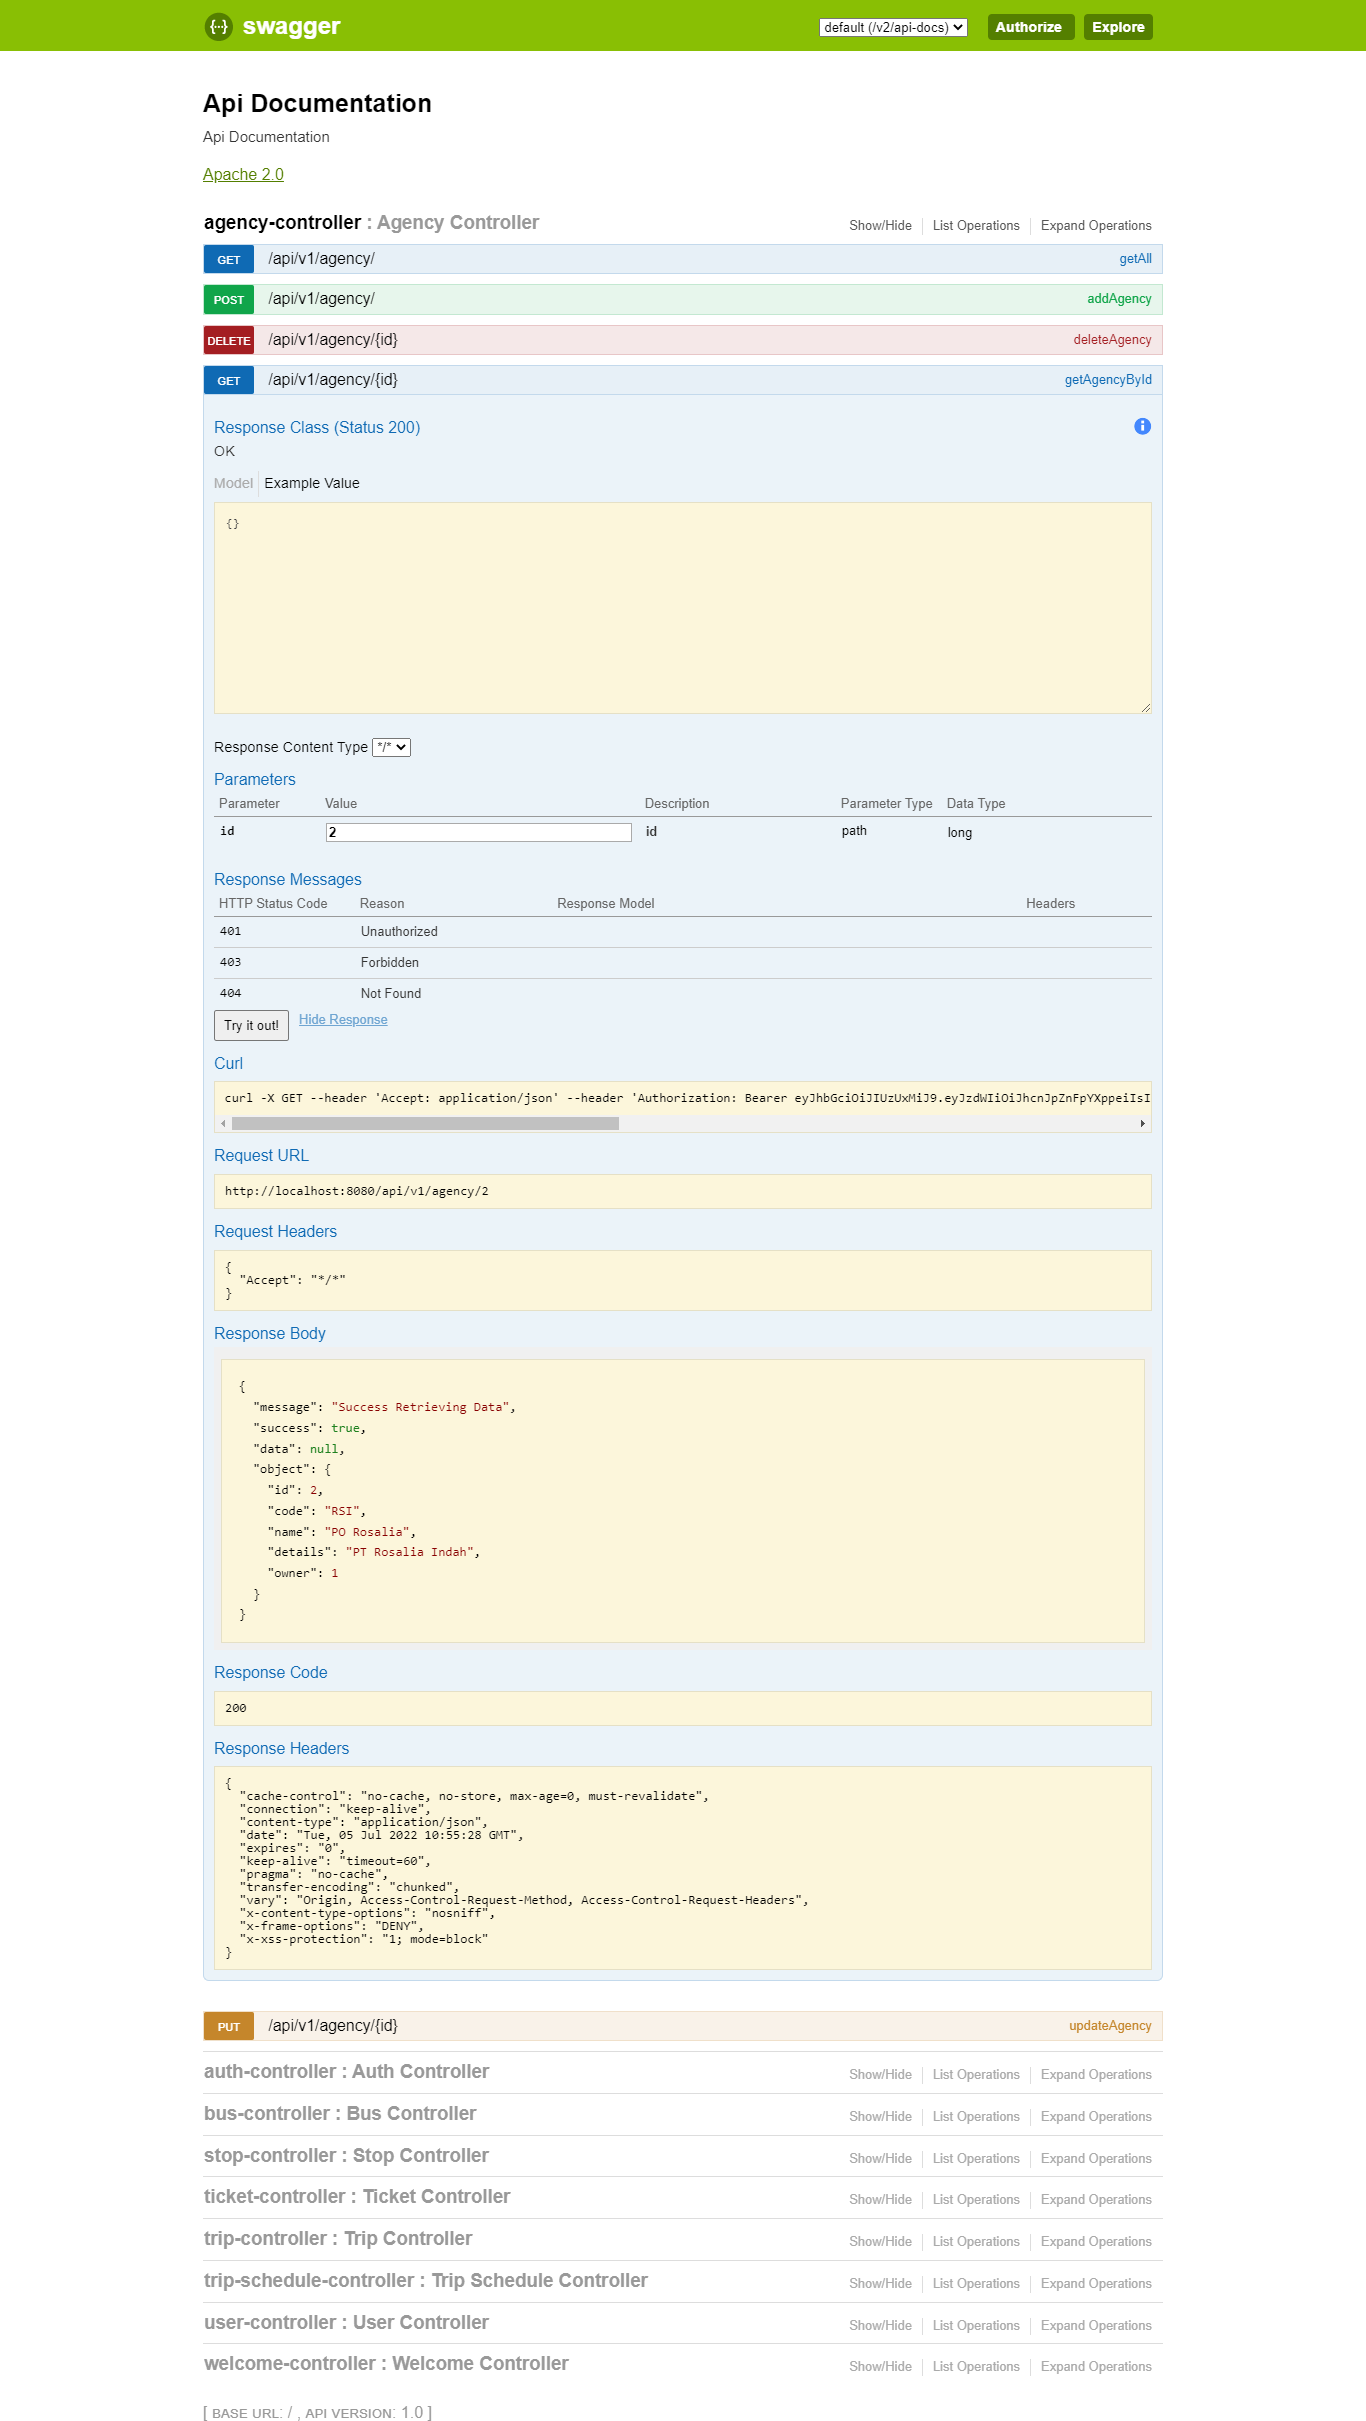 swagger
default (/v2/api-docs)
Authorize
Explore
Api Documentation
Api Documentation
Apache 2.0
agency-controller : Agency Controller
Show/Hide List Operations Expand Operations
GET /api/v1/agency/ getAll
POST /api/v1/agency/ addAgency
DELETE /api/v1/agency/{id} deleteAgency
GET /api/v1/agency/{id} getAgencyById
Response Class (Status 200)
OK
Model Example Value
{}
Response Content Type */*
Parameters
Parameter Value Description Parameter Type Data Type
id 2 id path long
Response Messages
HTTP Status Code Reason Response Model Headers
401 Unauthorized
403 Forbidden
404 Not Found
Try it out! Hide Response
Curl
curl -X GET --header 'Accept: application/json' --header 'Authorization: Bearer eyJhbGciOiJIUzUxMiJ9.eyJzdWIiOiJhcnJpZnFpYXppeiIsI
Request URL
http://localhost:8080/api/v1/agency/2
Request Headers
{
"Accept": "*/*"
}
Response Body
{
"message": "Success Retrieving Data",
"success": true,
"data": null,
"object": {
"id": 2,
"code": "RSI",
"name": "PO Rosalia",
"details": "PT Rosalia Indah",
"owner": 1
}
}
Response Code
200
Response Headers
{
"cache-control": "no-cache, no-store, max-age=0, must-revalidate",
"connection": "keep-alive",
"content-type": "application/json",
"date": "Tue, 05 Jul 2022 10:55:28 GMT",
"expires": "0",
"keep-alive": "timeout=60",
"pragma": "no-cache",
"transfer-encoding": "chunked",
"vary": "Origin, Access-Control-Request-Method, Access-Control-Request-Headers",
"x-content-type-options": "nosniff",
"x-frame-options": "DENY",
"x-xss-protection": "1; mode=block"
}
PUT /api/v1/agency/{id} updateAgency
auth-controller : Auth Controller Show/Hide List Operations Expand Operations
bus-controller : Bus Controller Show/Hide List Operations Expand Operations
stop-controller : Stop Controller Show/Hide List Operations Expand Operations
ticket-controller : Ticket Controller Show/Hide List Operations Expand Operations
trip-controller : Trip Controller Show/Hide List Operations Expand Operations
trip-schedule-controller : Trip Schedule Controller Show/Hide List Operations Expand Operations
user-controller : User Controller Show/Hide List Operations Expand Operations
welcome-controller : Welcome Controller Show/Hide List Operations Expand Operations
[ BASE URL: / , API VERSION: 1.0 ]